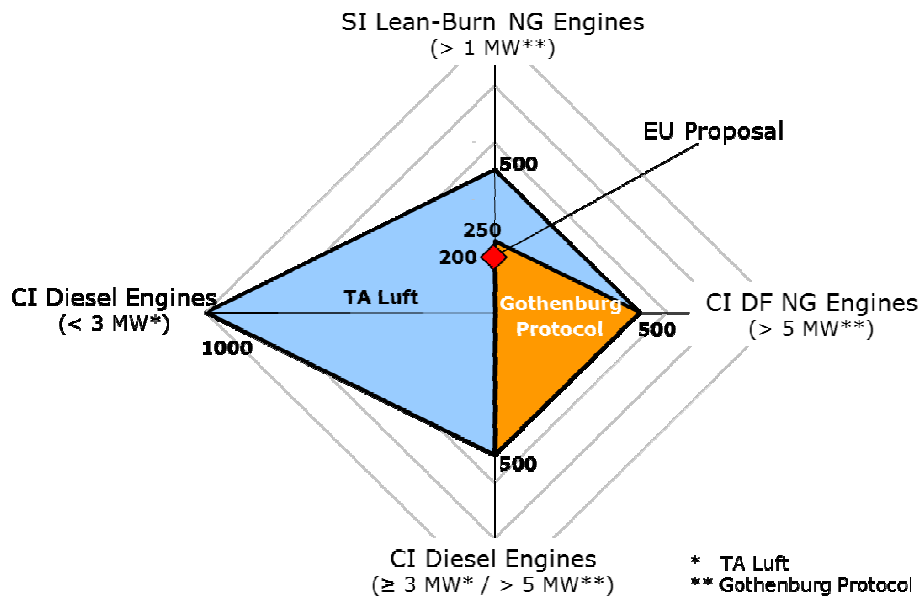 SI Lean-Burn NG Engines
(> 1 MW**)
EU Proposal
500
250
200
CI Diesel Engines
(< 3 MW*)
TA Luft
Gothenburg
Protocol
CI DF NG Engines
(> 5 MW**)
500
1000
500
CI Diesel Engines
(≥ 3 MW* / > 5 MW**)
* TA Luft
** Gothenburg Protocol